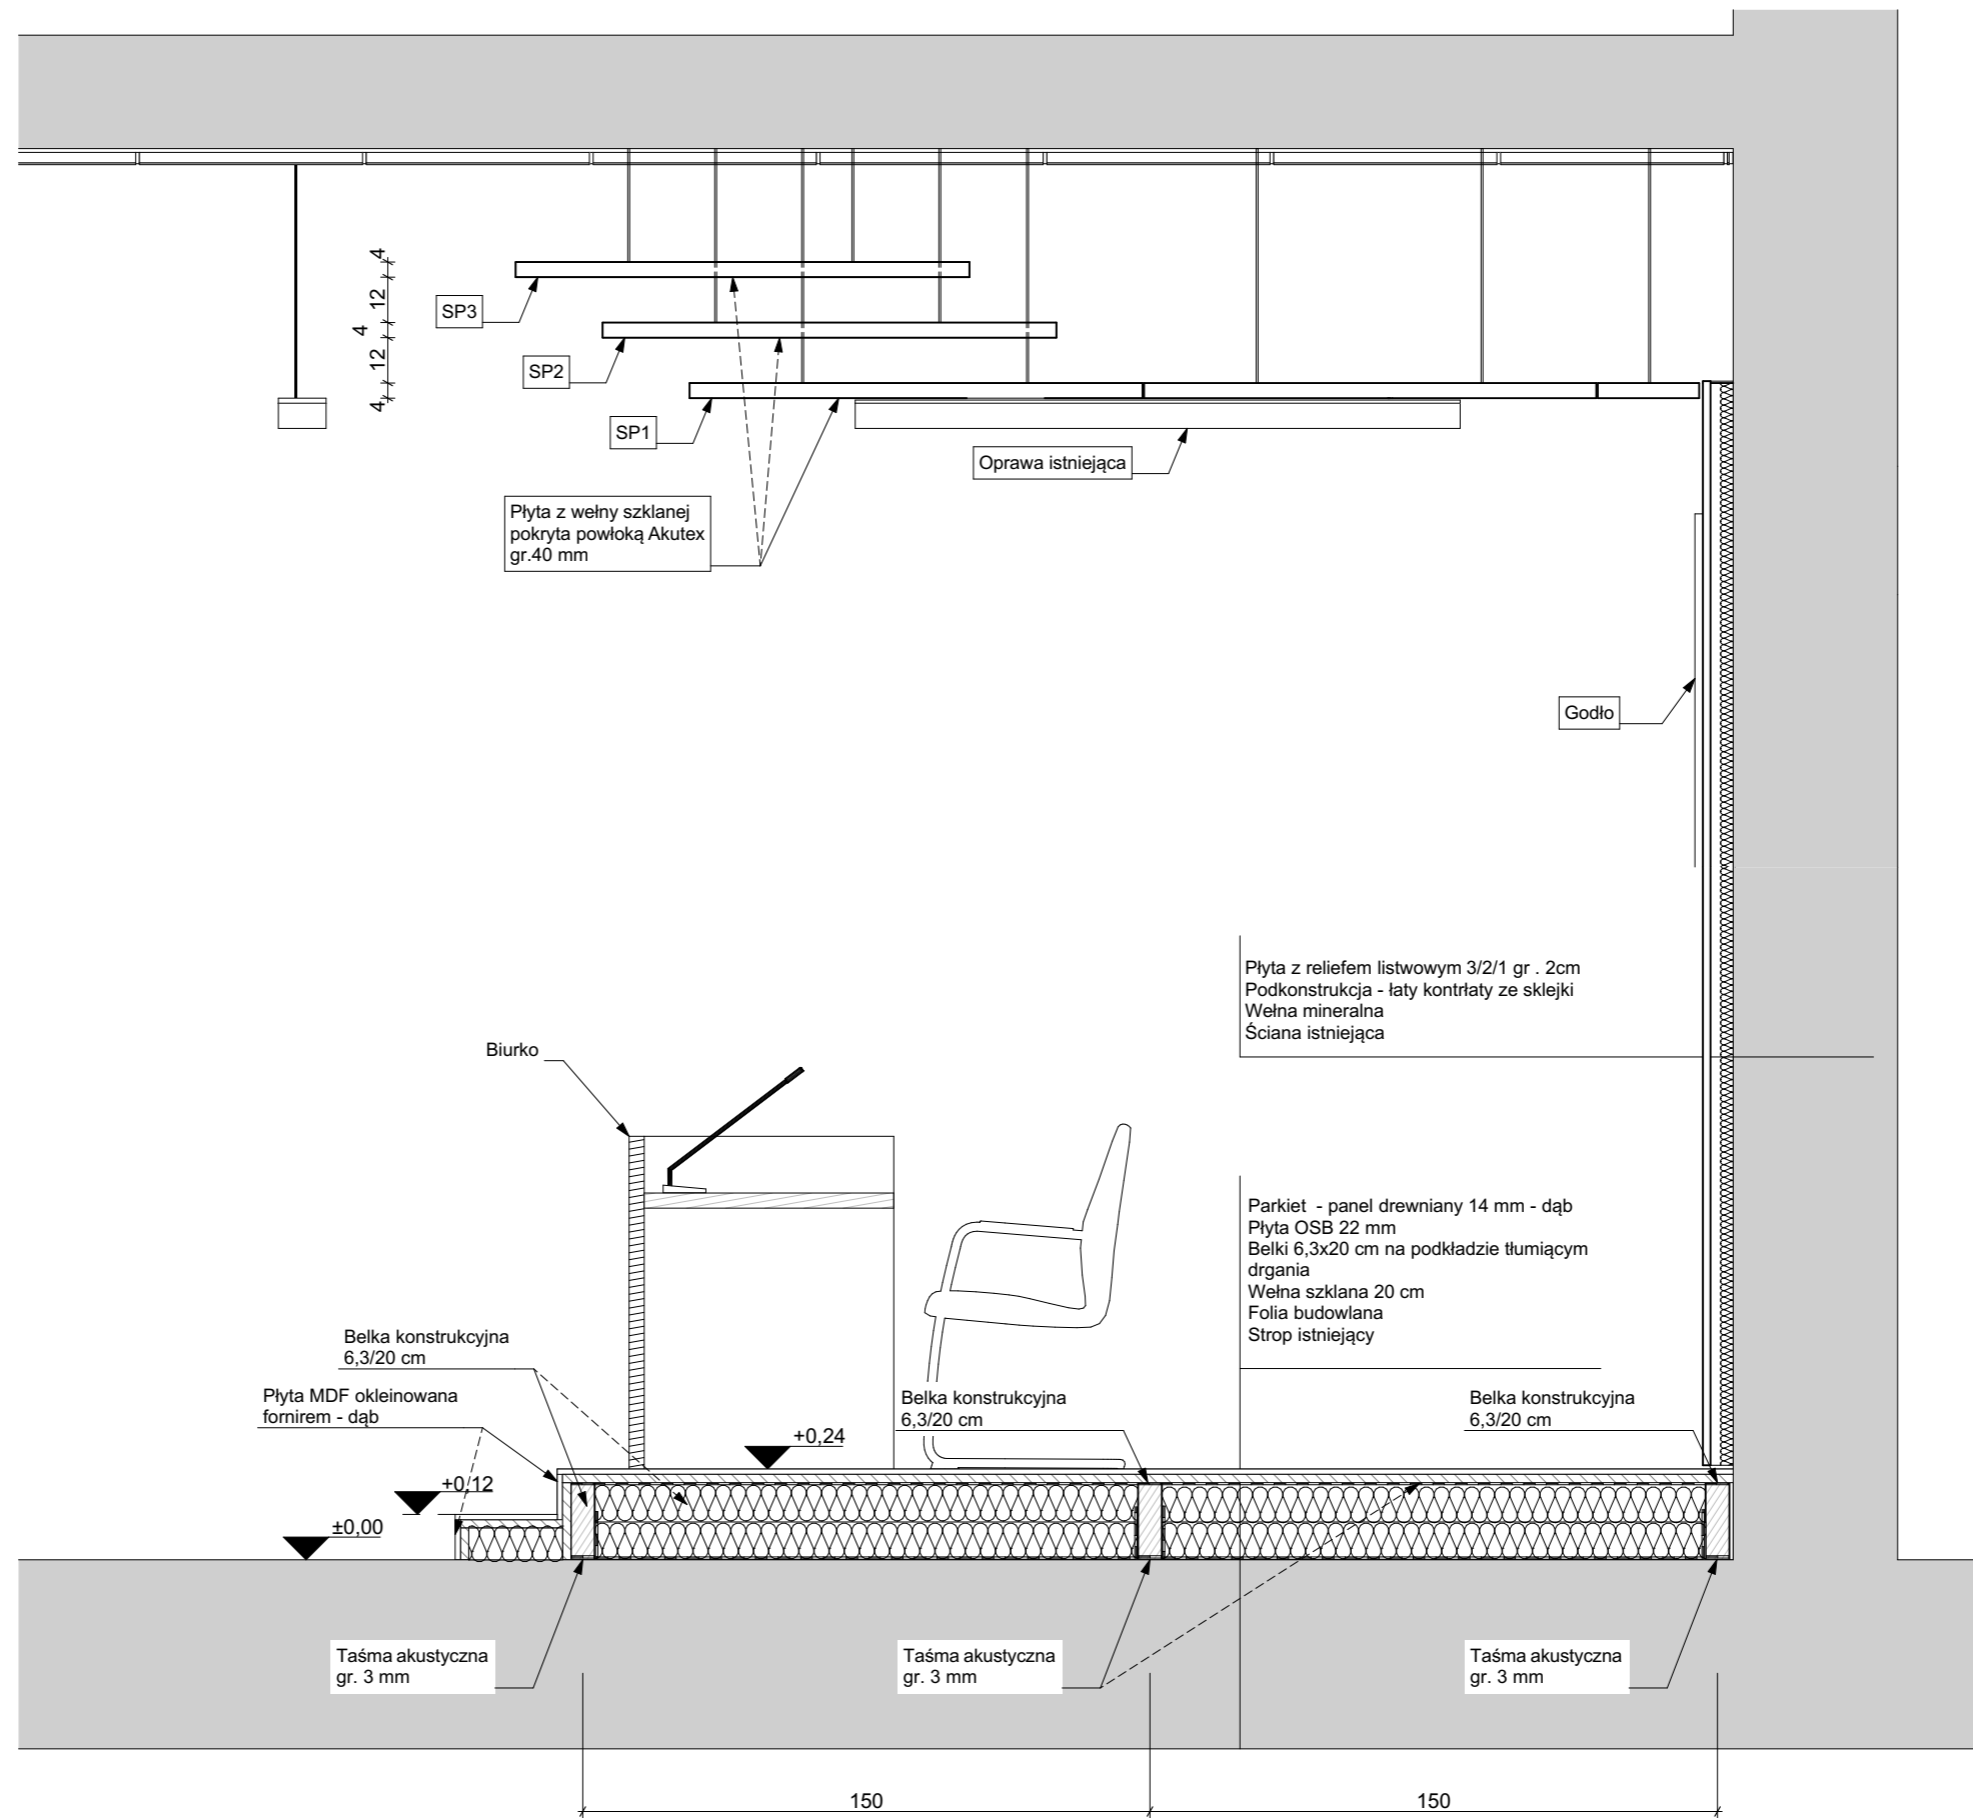 4
12
4
12
4
SP3
SP2
SP1
Oprawa istniejąca
Płyta z wełny szklanej
pokryta powłoką Akutex
gr.40 mm
Godło
Płyta z reliefem listwowym 3/2/1 gr . 2cm
Podkonstrukcja - łaty kontrłaty ze sklejki
Wełna mineralna
Ściana istniejąca
Biurko
Parkiet  - panel drewniany 14 mm - dąb
Płyta OSB 22 mm
Belki 6,3x20 cm na podkładzie tłumiącym
drgania
Wełna szklana 20 cm
Folia budowlana
Strop istniejący
Belka konstrukcyjna
6,3/20 cm
Płyta MDF okleinowana
fornirem - dąb
Belka konstrukcyjna
6,3/20 cm
Belka konstrukcyjna
6,3/20 cm
+0,24
+0,12
±0,00
Taśma akustyczna
gr. 3 mm
Taśma akustyczna
gr. 3 mm
Taśma akustyczna
gr. 3 mm
150
150